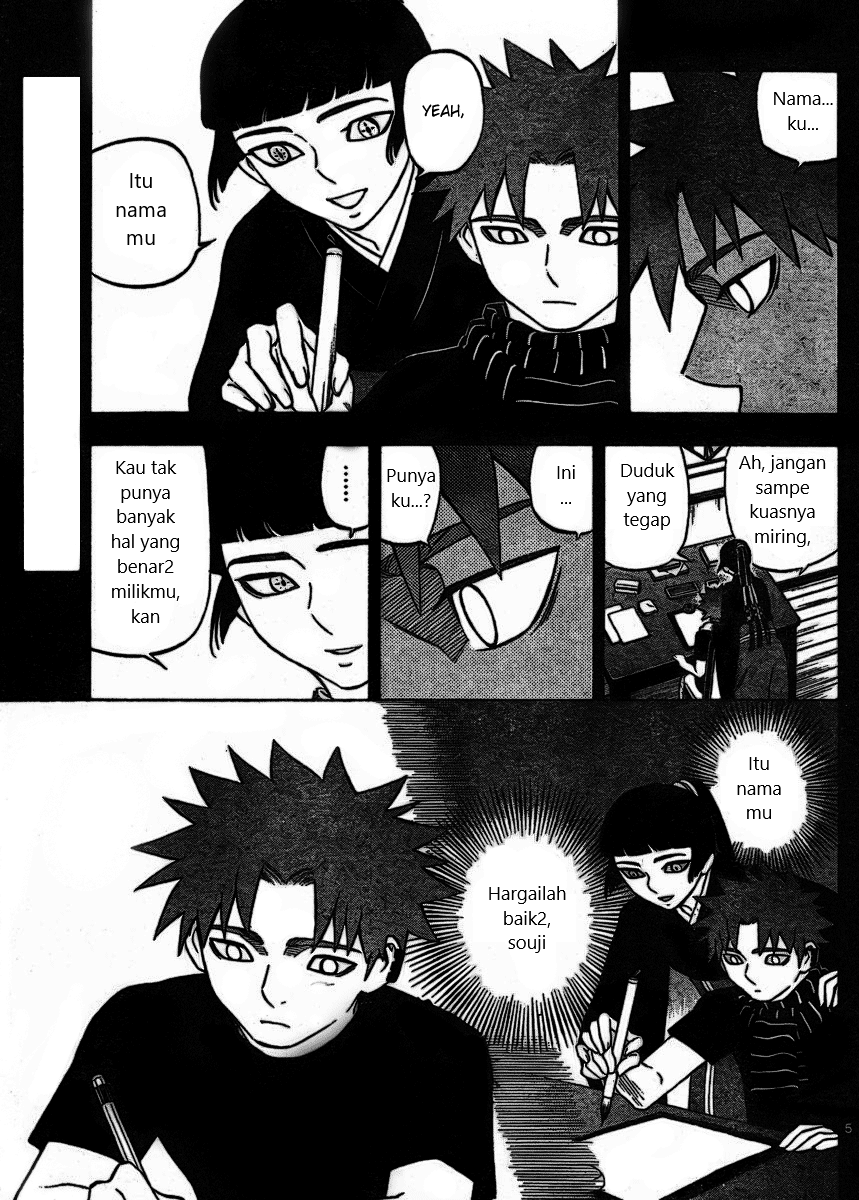 Nama...
ku...
YEAH,
Itu
nama
mu
Ah, jangan
sampe
kuasnya
miring,
Duduk
yang
tegap
Ini
...
Punya
ku...?
........
Kau tak
punya
banyak
hal yang
benar2
milikmu,
kan
Itu
nama
mu
Hargailah
baik2,
souji
5